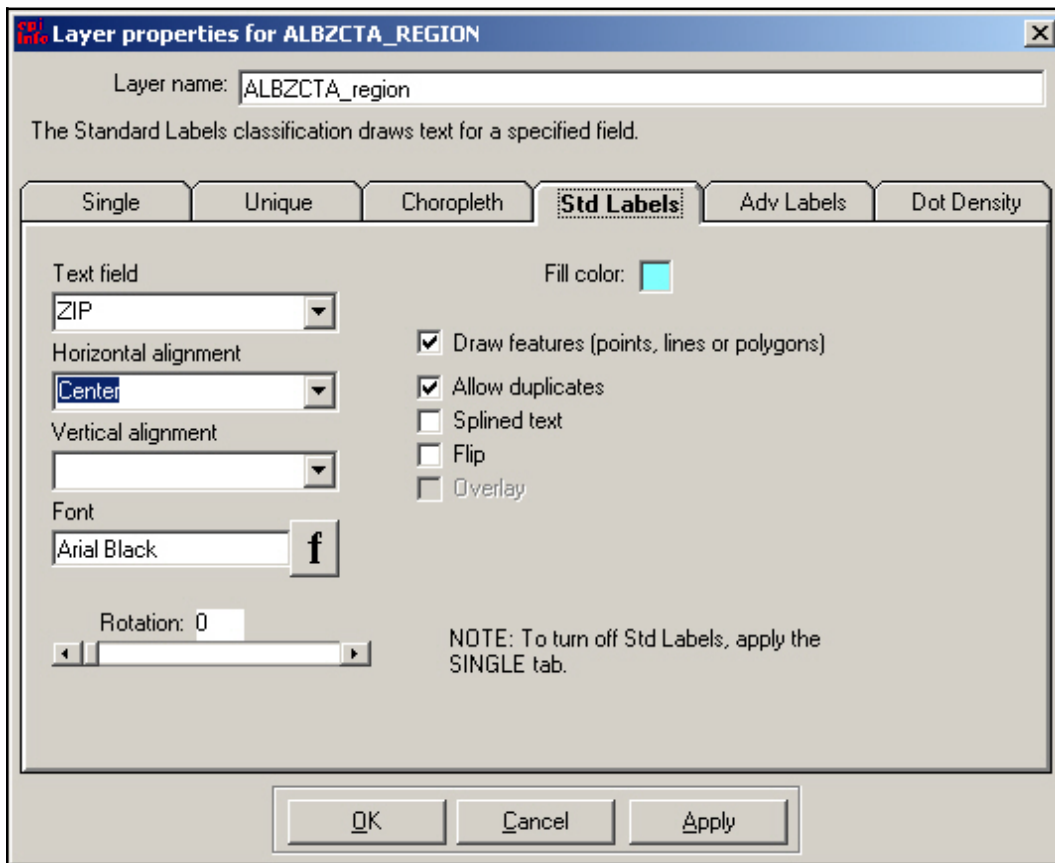 epi info Layer properties for ALBZCTA_REGION
Layer name: ALBZCTA_region
The Standard Labels classification draws text for a specified field.
Single Unique Choropleth Std Labels Adv Labels Dot Density
Text field
Fill color:
ZIP
Draw features (points, lines or polygons)
Horizontal alignment
Center
Allow duplicates
Splined text
Vertical alignment
Flip
Overlay
Font
Arial Black f
Rotation: 0
NOTE: To turn off Std Labels, apply the
SINGLE tab.
OK Cancel Apply